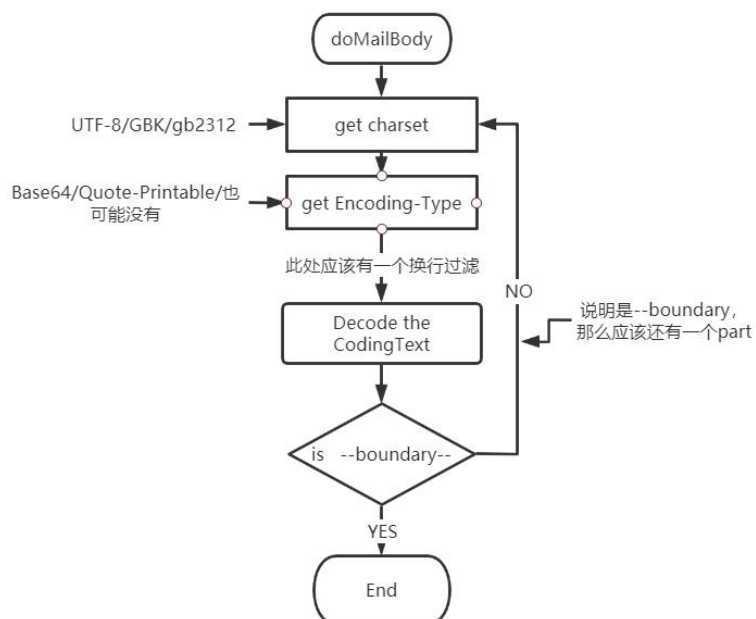 doMailBody
UTF-8/GBK/gb2312
get charset
Base64/Quote-Printable/也
可能没有
get Encoding-Type
此处应该有一个换行过滤
NO
说明是--boundary，
那么应该还有一个part
Decode the
CodingText
is --boundary--
YES
End